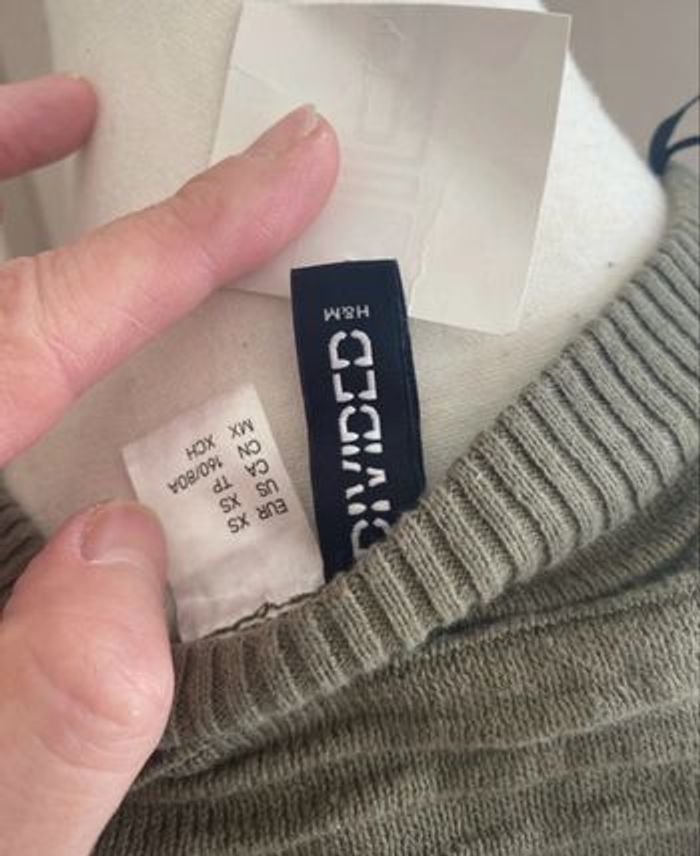 H&M
DIVIDED
EUR XS
US XS
CA TP
CN 160/80A
MX XCH